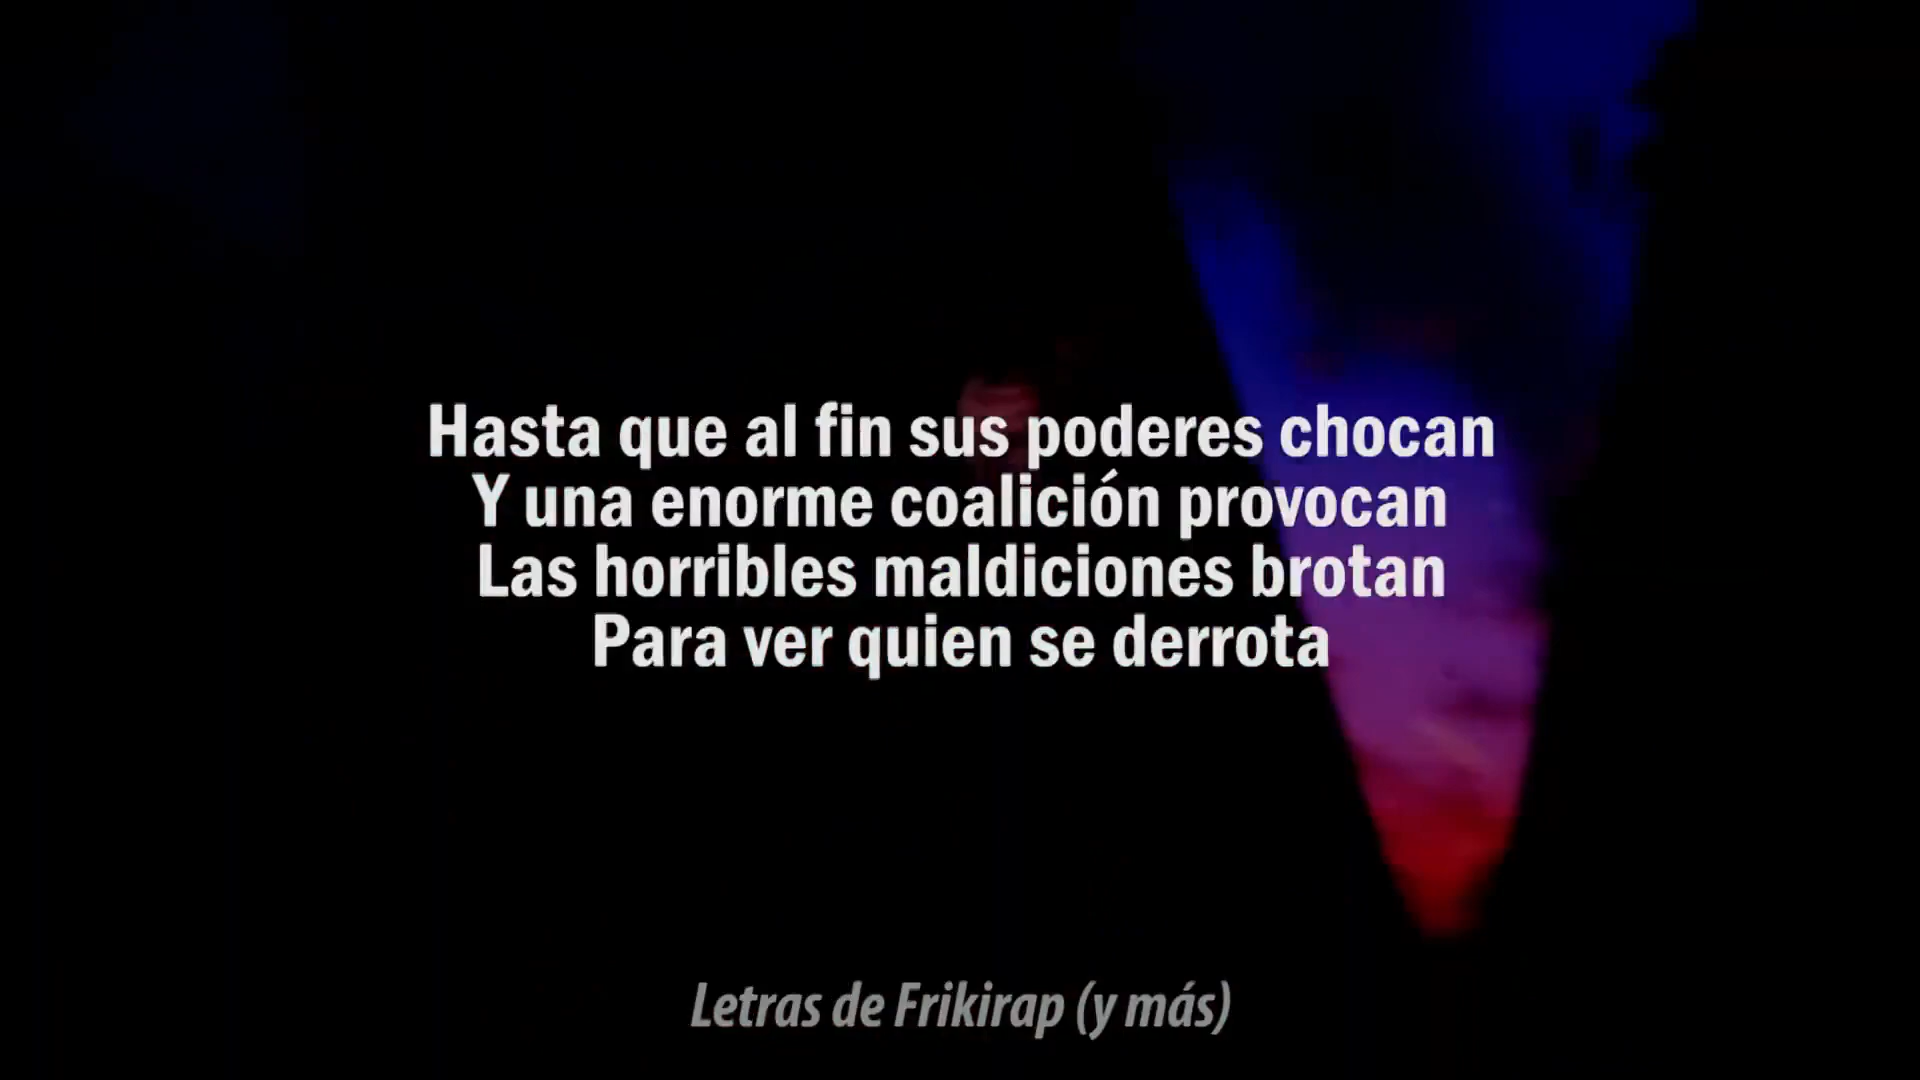 Hasta que al fin sus poderes chocan
Y una enorme coalición provocan
Las horribles maldiciones brotan
Para ver quien se derrota
Letras de Frikirap (y más)